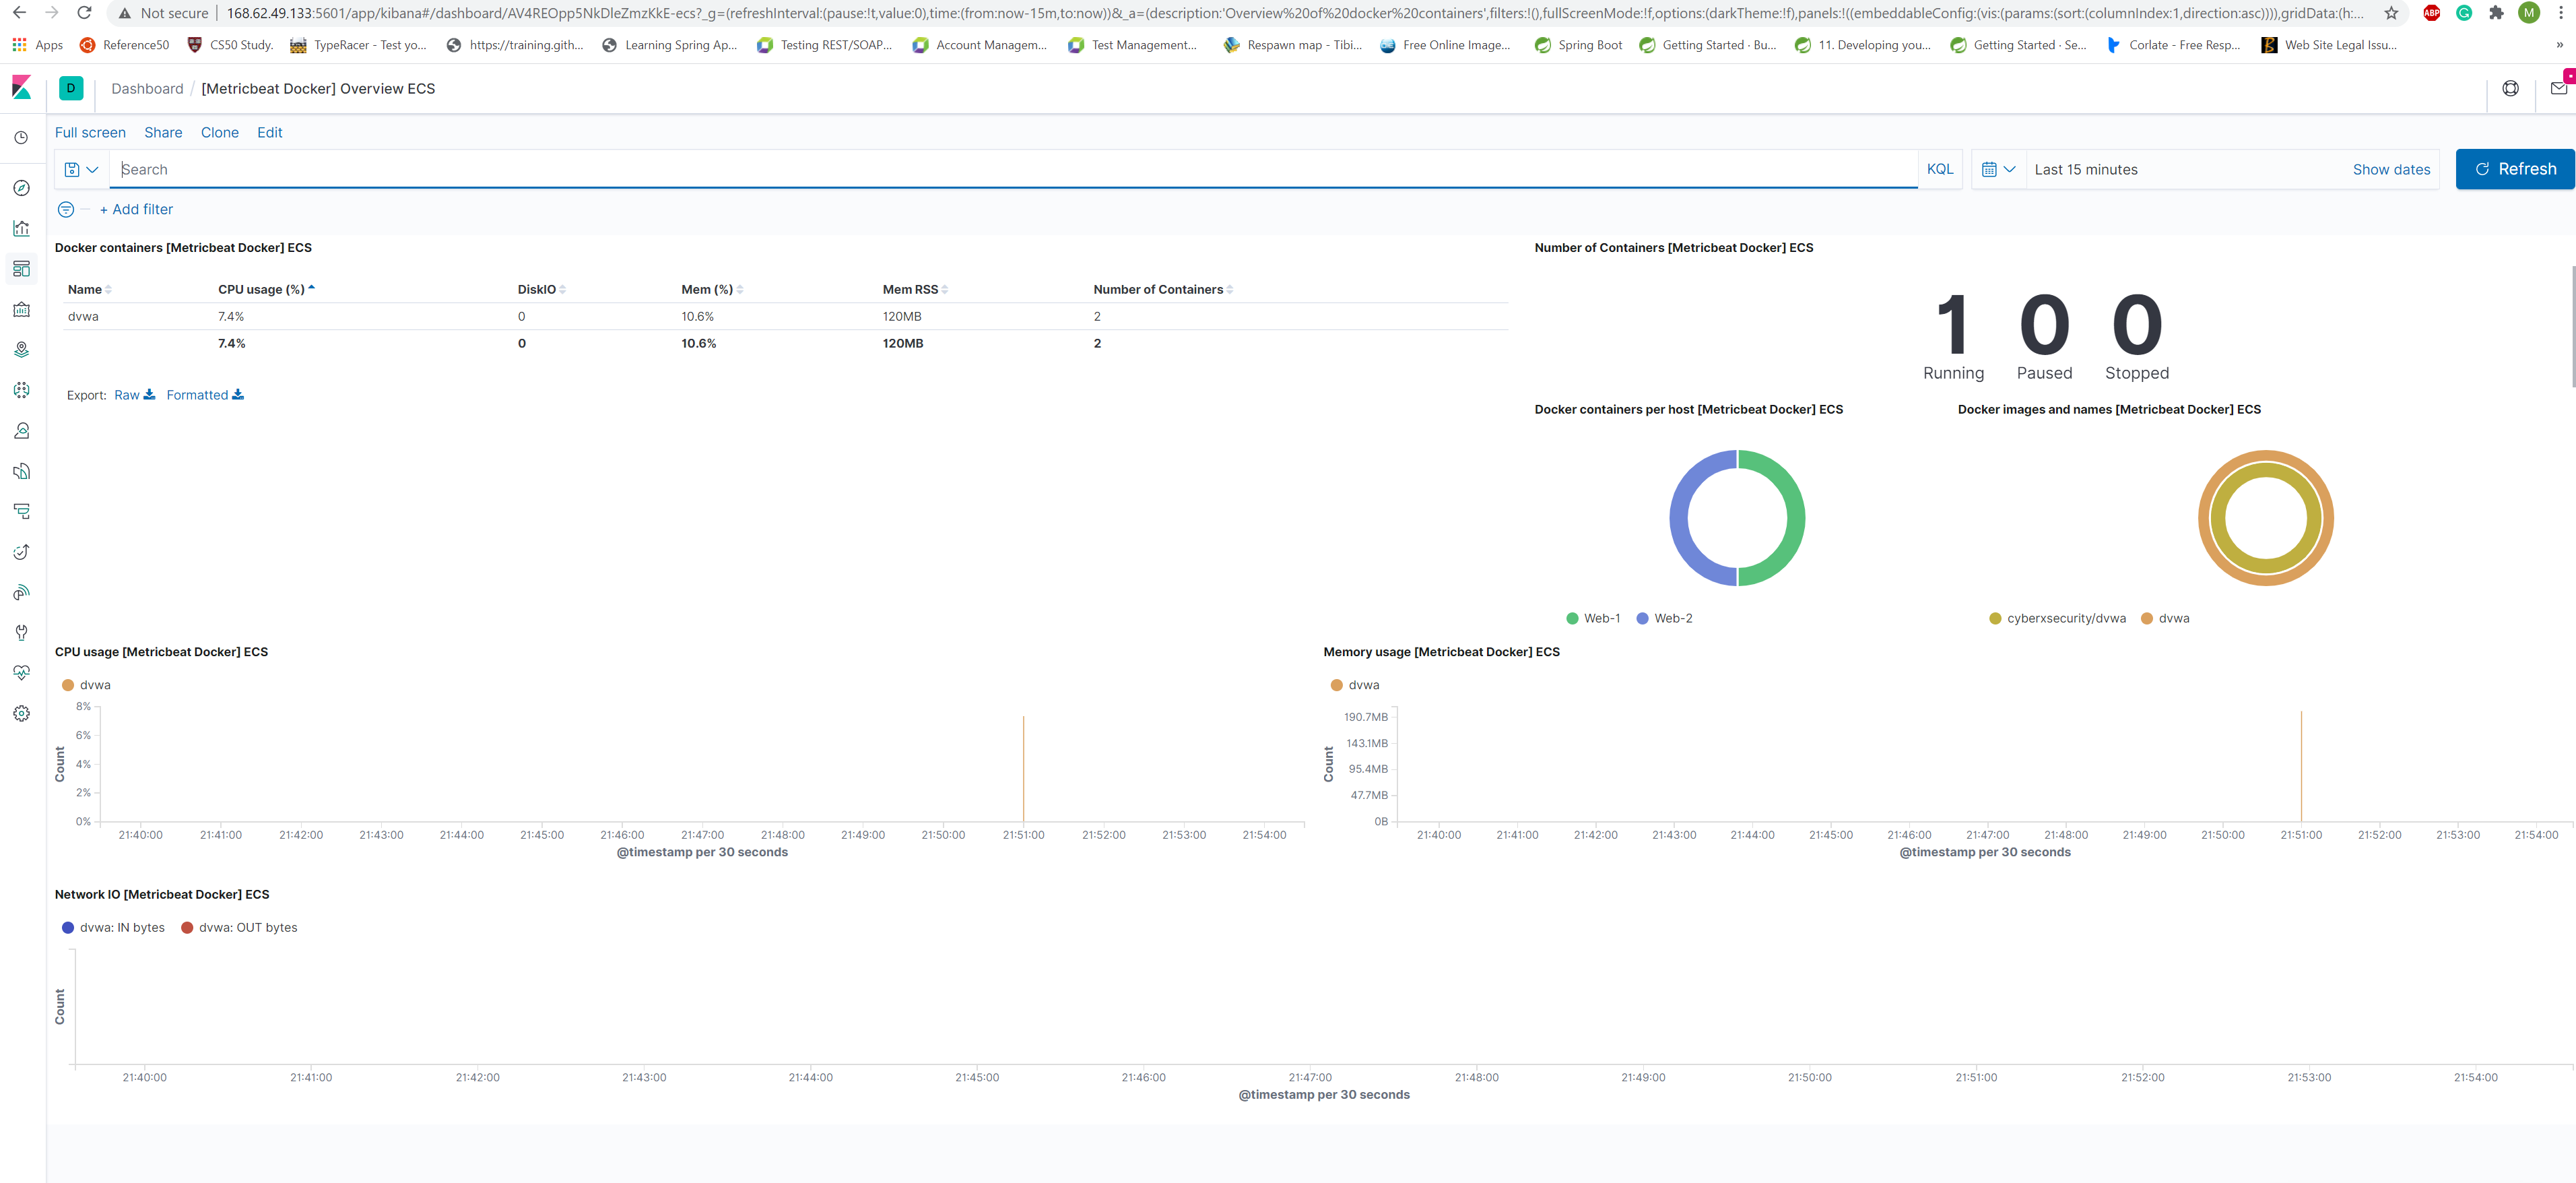 Not secure | 168.62.49.133:5601/app/kibana#/dashboard/AV4REOpp5NkDleZmzKkE-ecs?_g=(refreshInterval:(pause:!t,value:0),time:(from:now-15m,to:now))&_a=(description:'Overview%20of%20docker%20containers',filters:!(),fullScreenMode:!f,options:(darkTheme:!f),panels:!((embeddableConfig:(vis:(params:(sort:(columnIndex:1,direction:asc)))),gridData:(h:... ABP G M
Apps Reference50 CS50 Study. TypeRacer - Test yo... https://training.gith... Learning Spring Ap... Testing REST/SOAP... Account Managem... Test Management... Respawn map - Tibi... Free Online Image... Spring Boot Getting Started · Bu... 11. Developing you... Getting Started · Se... Corlate - Free Resp... Web Site Legal Issu... »
D Dashboard / [Metricbeat Docker] Overview ECS
Full screen Share Clone Edit
Search KQL Last 15 minutes Show dates Refresh
+ Add filter
Docker containers [Metricbeat Docker] ECS
Name CPU usage (%) DiskIO Mem (%) Mem RSS Number of Containers
dvwa 7.4% 0 10.6% 120MB 2
7.4% 0 10.6% 120MB 2
Export: Raw Formatted
Number of Containers [Metricbeat Docker] ECS
1 0 0
Running Paused Stopped
Docker containers per host [Metricbeat Docker] ECS
Web-1 Web-2
Docker images and names [Metricbeat Docker] ECS
cyberxsecurity/dvwa dvwa
CPU usage [Metricbeat Docker] ECS
dvwa
8%
6%
4%
2%
0%
Count
21:40:00 21:41:00 21:42:00 21:43:00 21:44:00 21:45:00 21:46:00 21:47:00 21:48:00 21:49:00 21:50:00 21:51:00 21:52:00 21:53:00 21:54:00
@timestamp per 30 seconds
Memory usage [Metricbeat Docker] ECS
dvwa
190.7MB
143.1MB
95.4MB
47.7MB
0B
Count
21:40:00 21:41:00 21:42:00 21:43:00 21:44:00 21:45:00 21:46:00 21:47:00 21:48:00 21:49:00 21:50:00 21:51:00 21:52:00 21:53:00 21:54:00
@timestamp per 30 seconds
Network IO [Metricbeat Docker] ECS
dvwa: IN bytes dvwa: OUT bytes
Count
21:40:00 21:41:00 21:42:00 21:43:00 21:44:00 21:45:00 21:46:00 21:47:00 21:48:00 21:49:00 21:50:00 21:51:00 21:52:00 21:53:00 21:54:00
@timestamp per 30 seconds